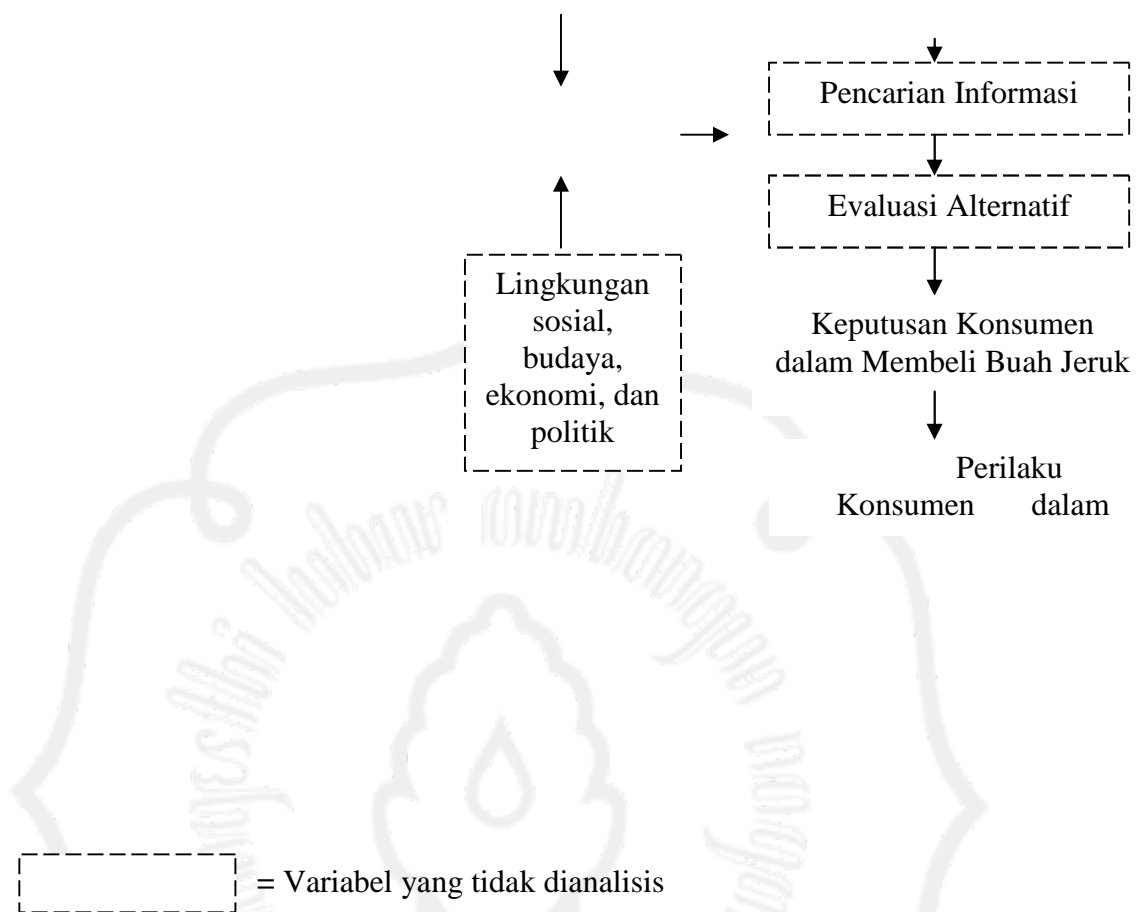 Pencarian Informasi
Evaluasi Alternatif
Lingkungan
sosial,
budaya,
ekonomi, dan
politik
Keputusan Konsumen
dalam Membeli Buah Jeruk
Perilaku
Konsumen dalam
= Variabel yang tidak dianalisis